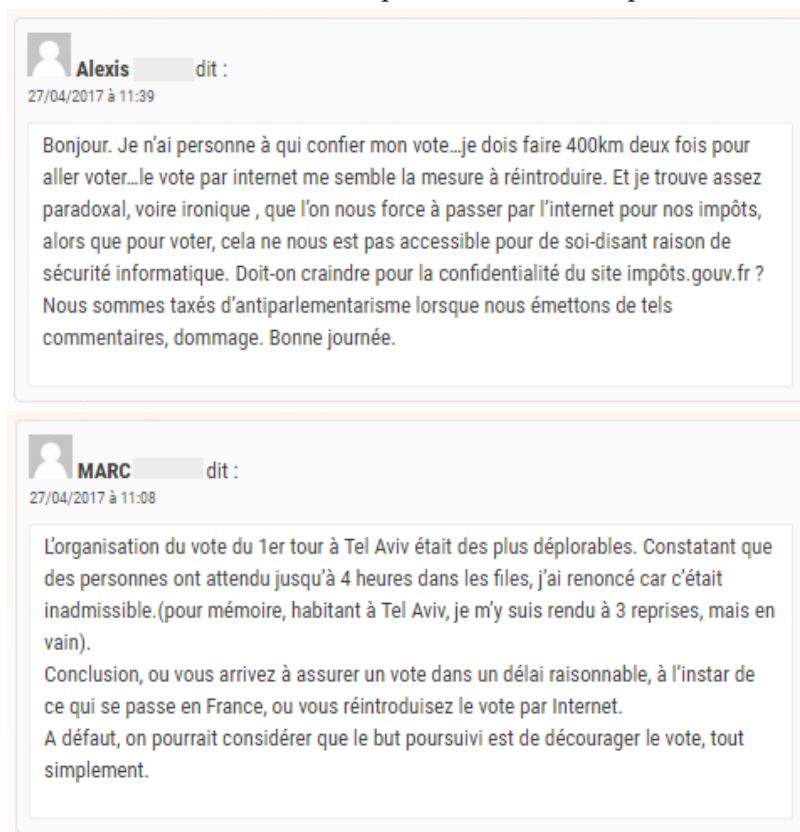 Alexis dit :
27/04/2017 à 11:39
Bonjour. Je n'ai personne à qui confier mon vote…je dois faire 400km deux fois pour
aller voter…le vote par internet me semble la mesure à réintroduire. Et je trouve assez
paradoxal, voire ironique , que l'on nous force à passer par l'internet pour nos impôts,
alors que pour voter, cela ne nous est pas accessible pour de soi-disant raison de
sécurité informatique. Doit-on craindre pour la confidentialité du site impôts.gouv.fr ?
Nous sommes taxés d'antiparlementarisme lorsque nous émettons de tels
commentaires, dommage. Bonne journée.
MARC dit :
27/04/2017 à 11:08
L'organisation du vote du 1er tour à Tel Aviv était des plus déplorables. Constatant que
des personnes ont attendu jusqu'à 4 heures dans les files, j'ai renoncé car c'était
inadmissible.(pour mémoire, habitant à Tel Aviv, je m'y suis rendu à 3 reprises, mais en
vain).
Conclusion, ou vous arrivez à assurer un vote dans un délai raisonnable, à l'instar de
ce qui se passe en France, ou vous réintroduisez le vote par Internet.
A défaut, on pourrait considérer que le but poursuivi est de décourager le vote, tout
simplement.